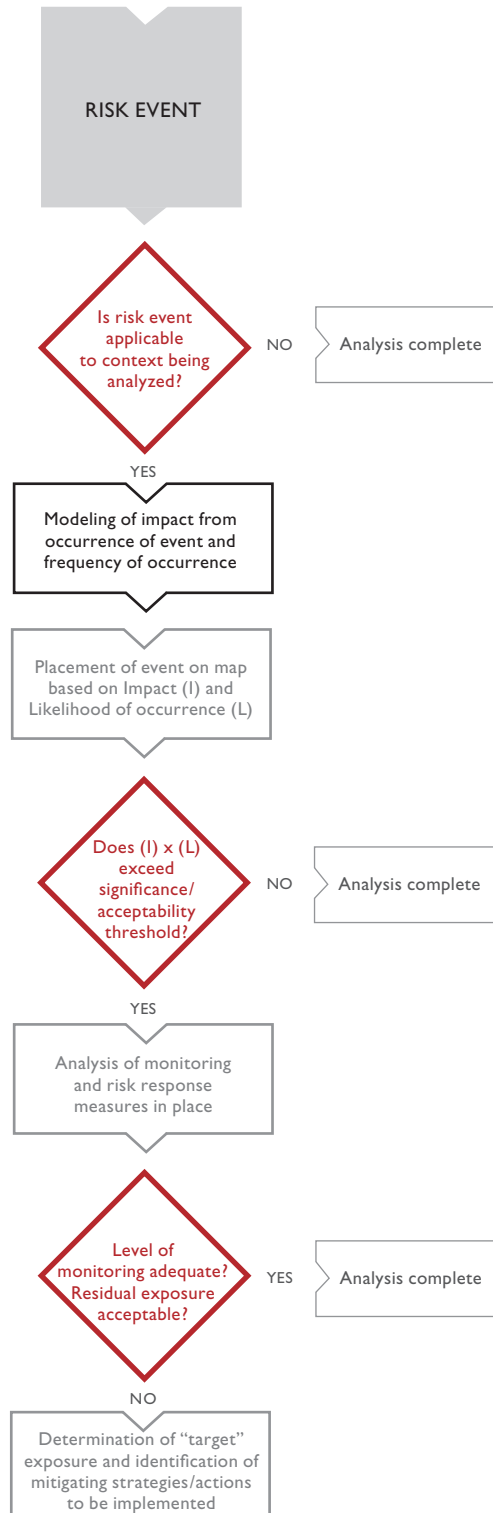 RISK EVENT
Is risk event
applicable
to context being
analyzed?
NO
Analysis complete
YES
Modeling of impact from
occurrence of event and
frequency of occurrence
Placement of event on map
based on Impact (I) and
Likelihood of occurrence (L)
Does (I) x (L)
exceed
significance/
acceptability
threshold?
NO
Analysis complete
YES
Analysis of monitoring
and risk response
measures in place
Level of
monitoring adequate?
Residual exposure
acceptable?
YES
Analysis complete
NO
Determination of “target”
exposure and identification of
mitigating strategies/actions
to be implemented